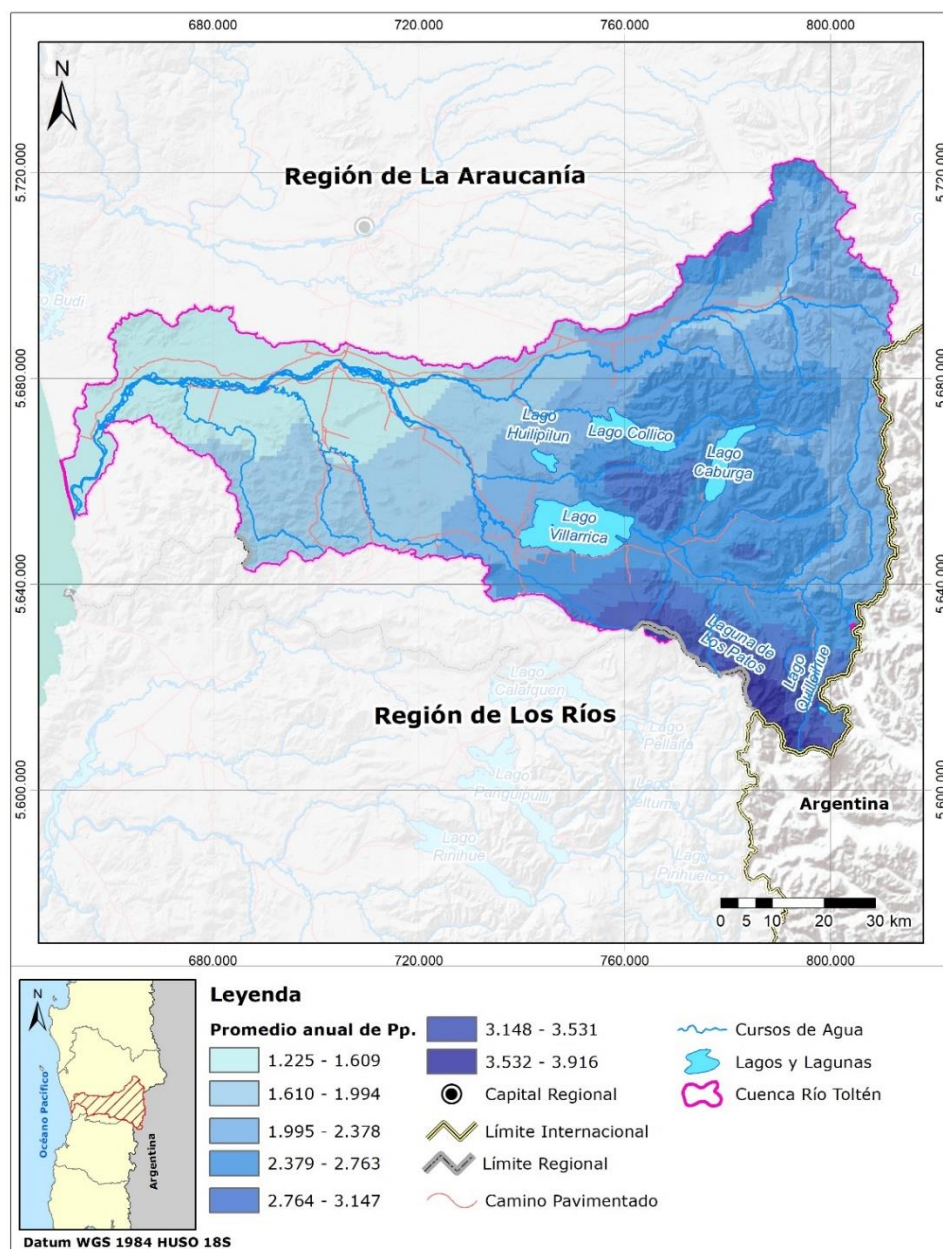 680.000 720.000 760.000 800.000
N
5.720.000 5.720.000
Región de La Araucanía
o Budi
5.680.000 5.680.000
Lago
Huilipilun
Lago Collico
Lago
Caburga
Lago
Villarrica
5.640.000 5.640.000
Laguna de
Los Patos
Lago
Quilleihue
Lago
Calafquen
Región de Los Ríos
Lago
Pellaifa
Lago
Panguipulli
Lago
Neltume
5.600.000 5.600.000
Argentina
Lago
Rinihue
Lago
Pinhueico
0 5 10 20 30 km
680.000 720.000 760.000 800.000
N
Océano Pacífico
Argentina
Leyenda
Promedio anual de Pp.
1.225 - 1.609
1.610 - 1.994
1.995 - 2.378
2.379 - 2.763
2.764 - 3.147
3.148 - 3.531
3.532 - 3.916
Capital Regional
Límite Internacional
Límite Regional
Camino Pavimentado
Cursos de Agua
Lagos y Lagunas
Cuenca Río Toltén
Datum WGS 1984 HUSO 18S